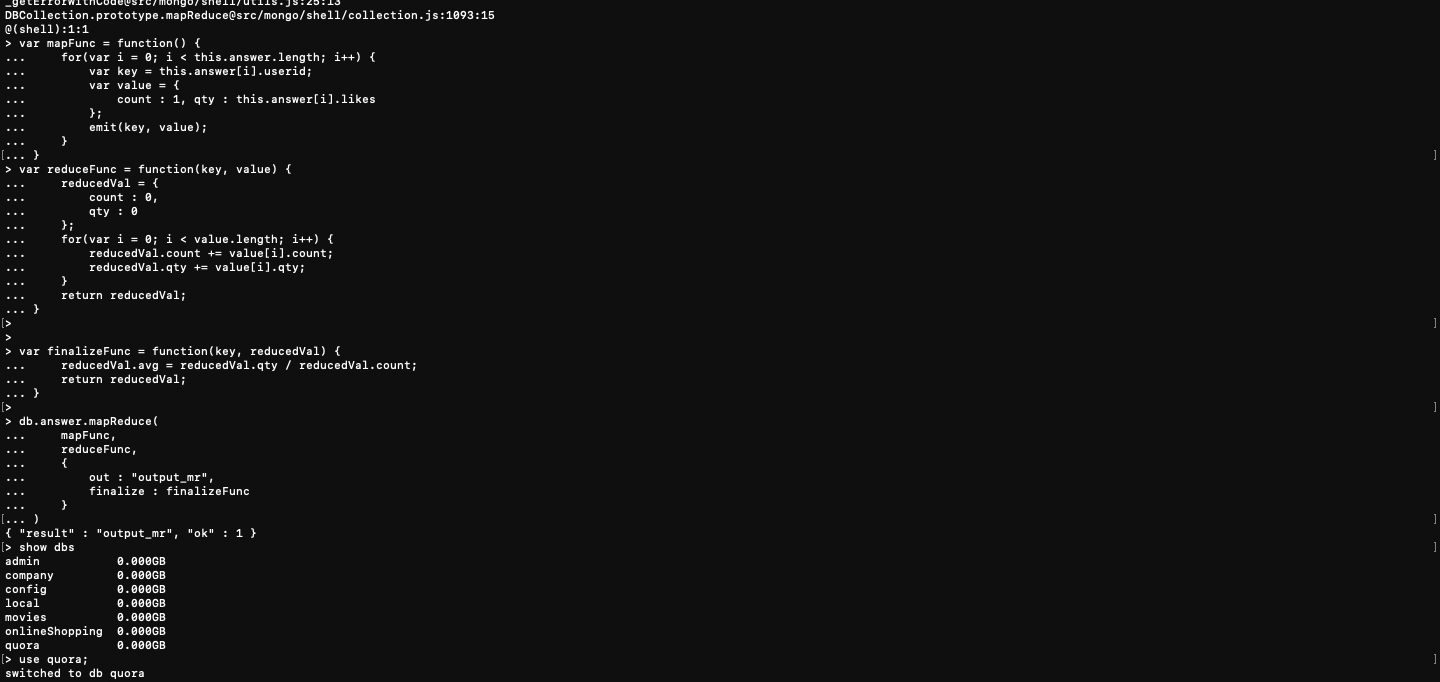 _getErrorWithCode@src/mongo/shell/utils.js:25:13
DBCollection.prototype.mapReduce@src/mongo/shell/collection.js:1093:15
@(shell):1:1
> var mapFunc = function() {
...     for(var i = 0; i < this.answer.length; i++) {
...         var key = this.answer[i].userid;
...         var value = {
...             count : 1, qty : this.answer[i].likes
...         };
...         emit(key, value);
...     }
[... }                                                                  ]
> var reduceFunc = function(key, value) {
...     reducedVal = {
...         count : 0,
...         qty : 0
...     };
...     for(var i = 0; i < value.length; i++) {
...         reducedVal.count += value[i].count;
...         reducedVal.qty += value[i].qty;
...     }
...     return reducedVal;
... }
[>                                                                  ]
>
> var finalizeFunc = function(key, reducedVal) {
...     reducedVal.avg = reducedVal.qty / reducedVal.count;
...     return reducedVal;
... }
[>                                                                  ]
> db.answer.mapReduce(
...     mapFunc,
...     reduceFunc,
...     {
...         out : "output_mr",
...         finalize : finalizeFunc
...     }
[... )                                                                  ]
{ "result" : "output_mr", "ok" : 1 }
[> show dbs                                                                  ]
admin           0.000GB
company         0.000GB
config          0.000GB
local           0.000GB
movies          0.000GB
onlineShopping  0.000GB
quora           0.000GB
[> use quora;                                                                  ]
switched to db quora